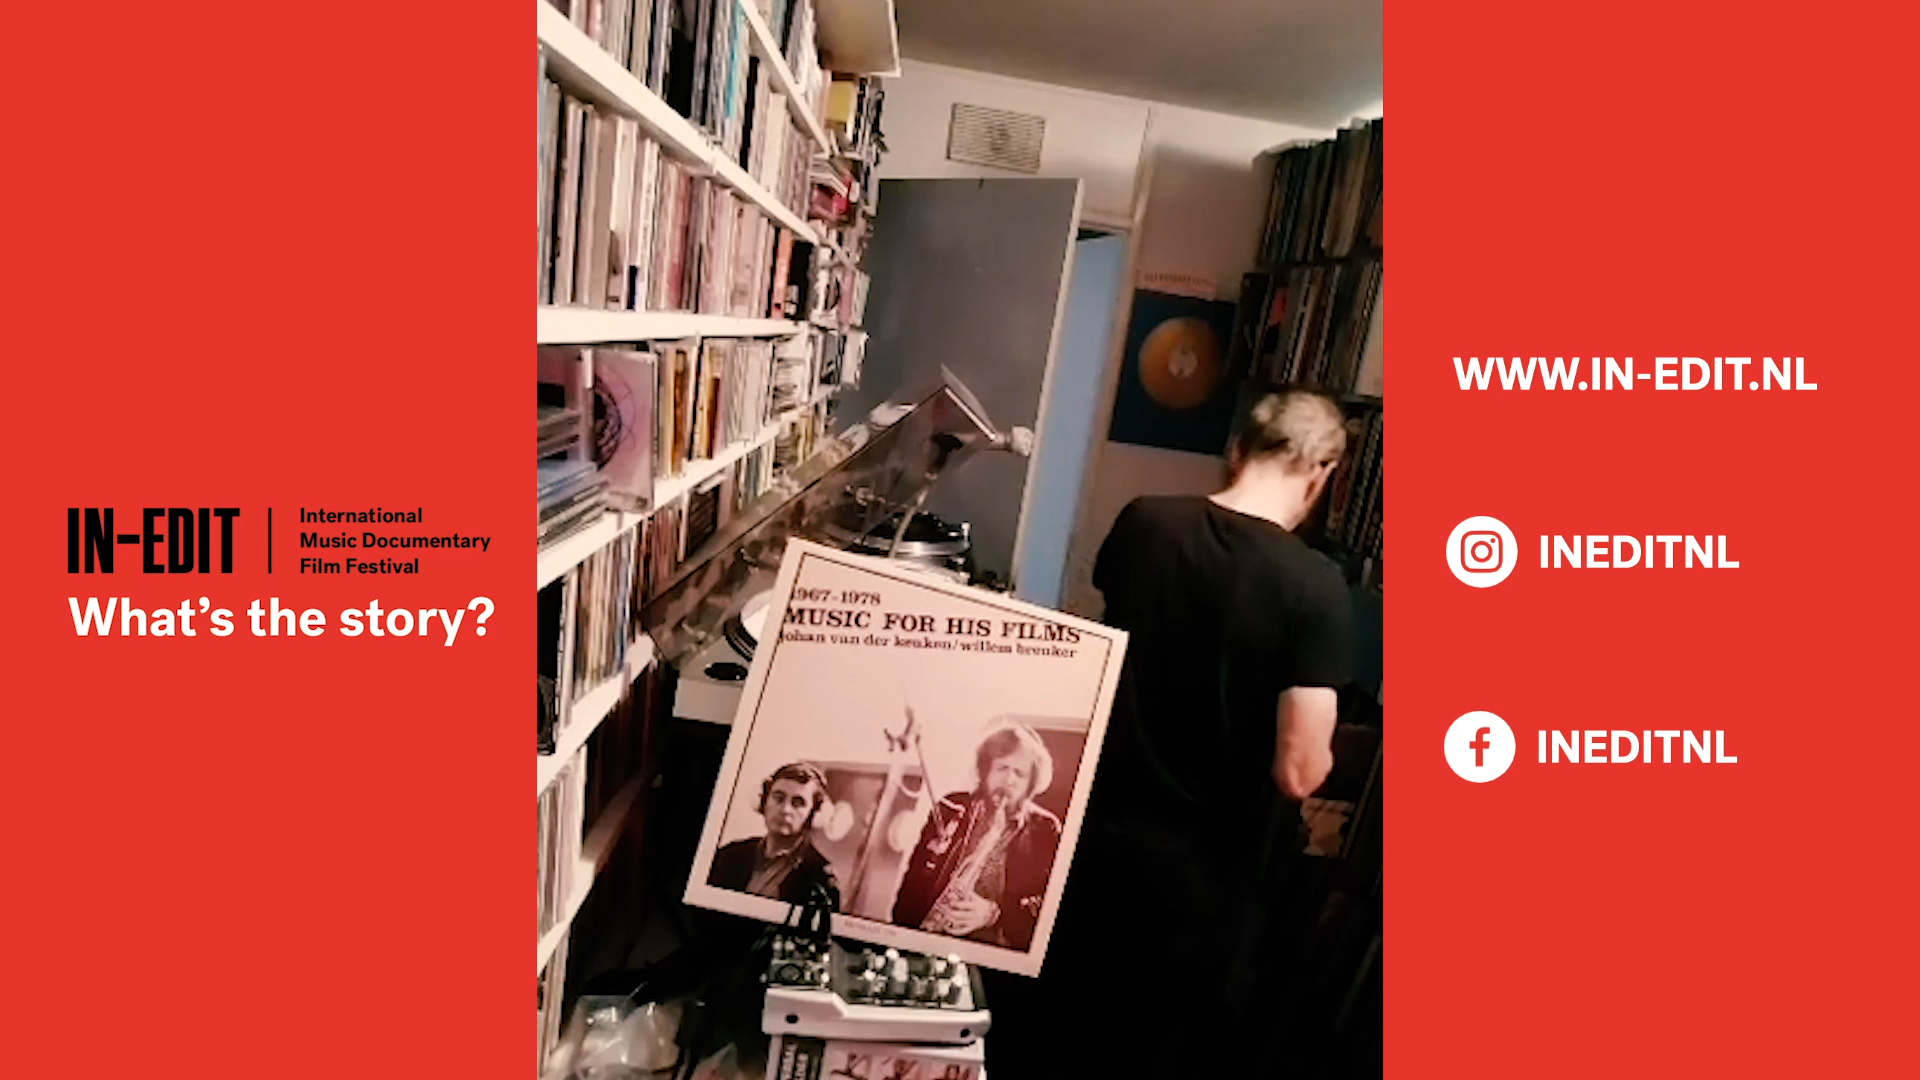 IN-EDIT
International
Music Documentary
Film Festival
What's the story?
1967-1978
MUSIC FOR HIS FILMS
johan van der keuken/willem breuker
WWW.IN-EDIT.NL
INEDITNL
INEDITNL